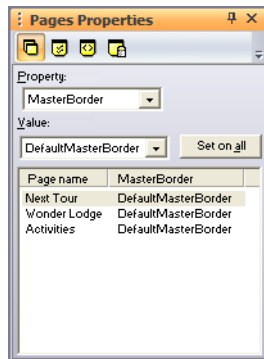 Pages Properties
Property:
MasterBorder
Value:
DefaultMasterBorder
Set on all
Page name MasterBorder
Next Tour DefaultMasterBorder
Wonder Lodge DefaultMasterBorder
Activities DefaultMasterBorder